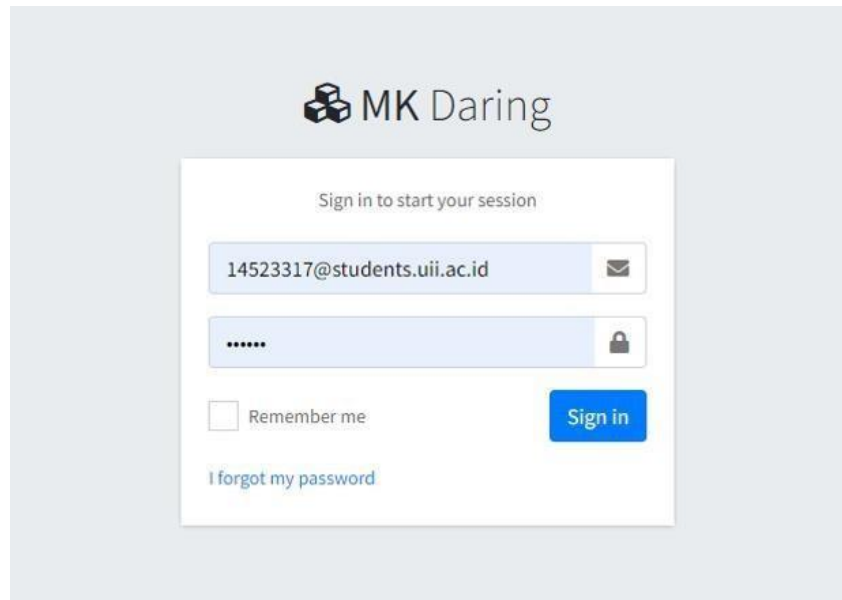 MK Daring
Sign in to start your session
14523317@students.uii.ac.id
••••••
Remember me
Sign in
I forgot my password